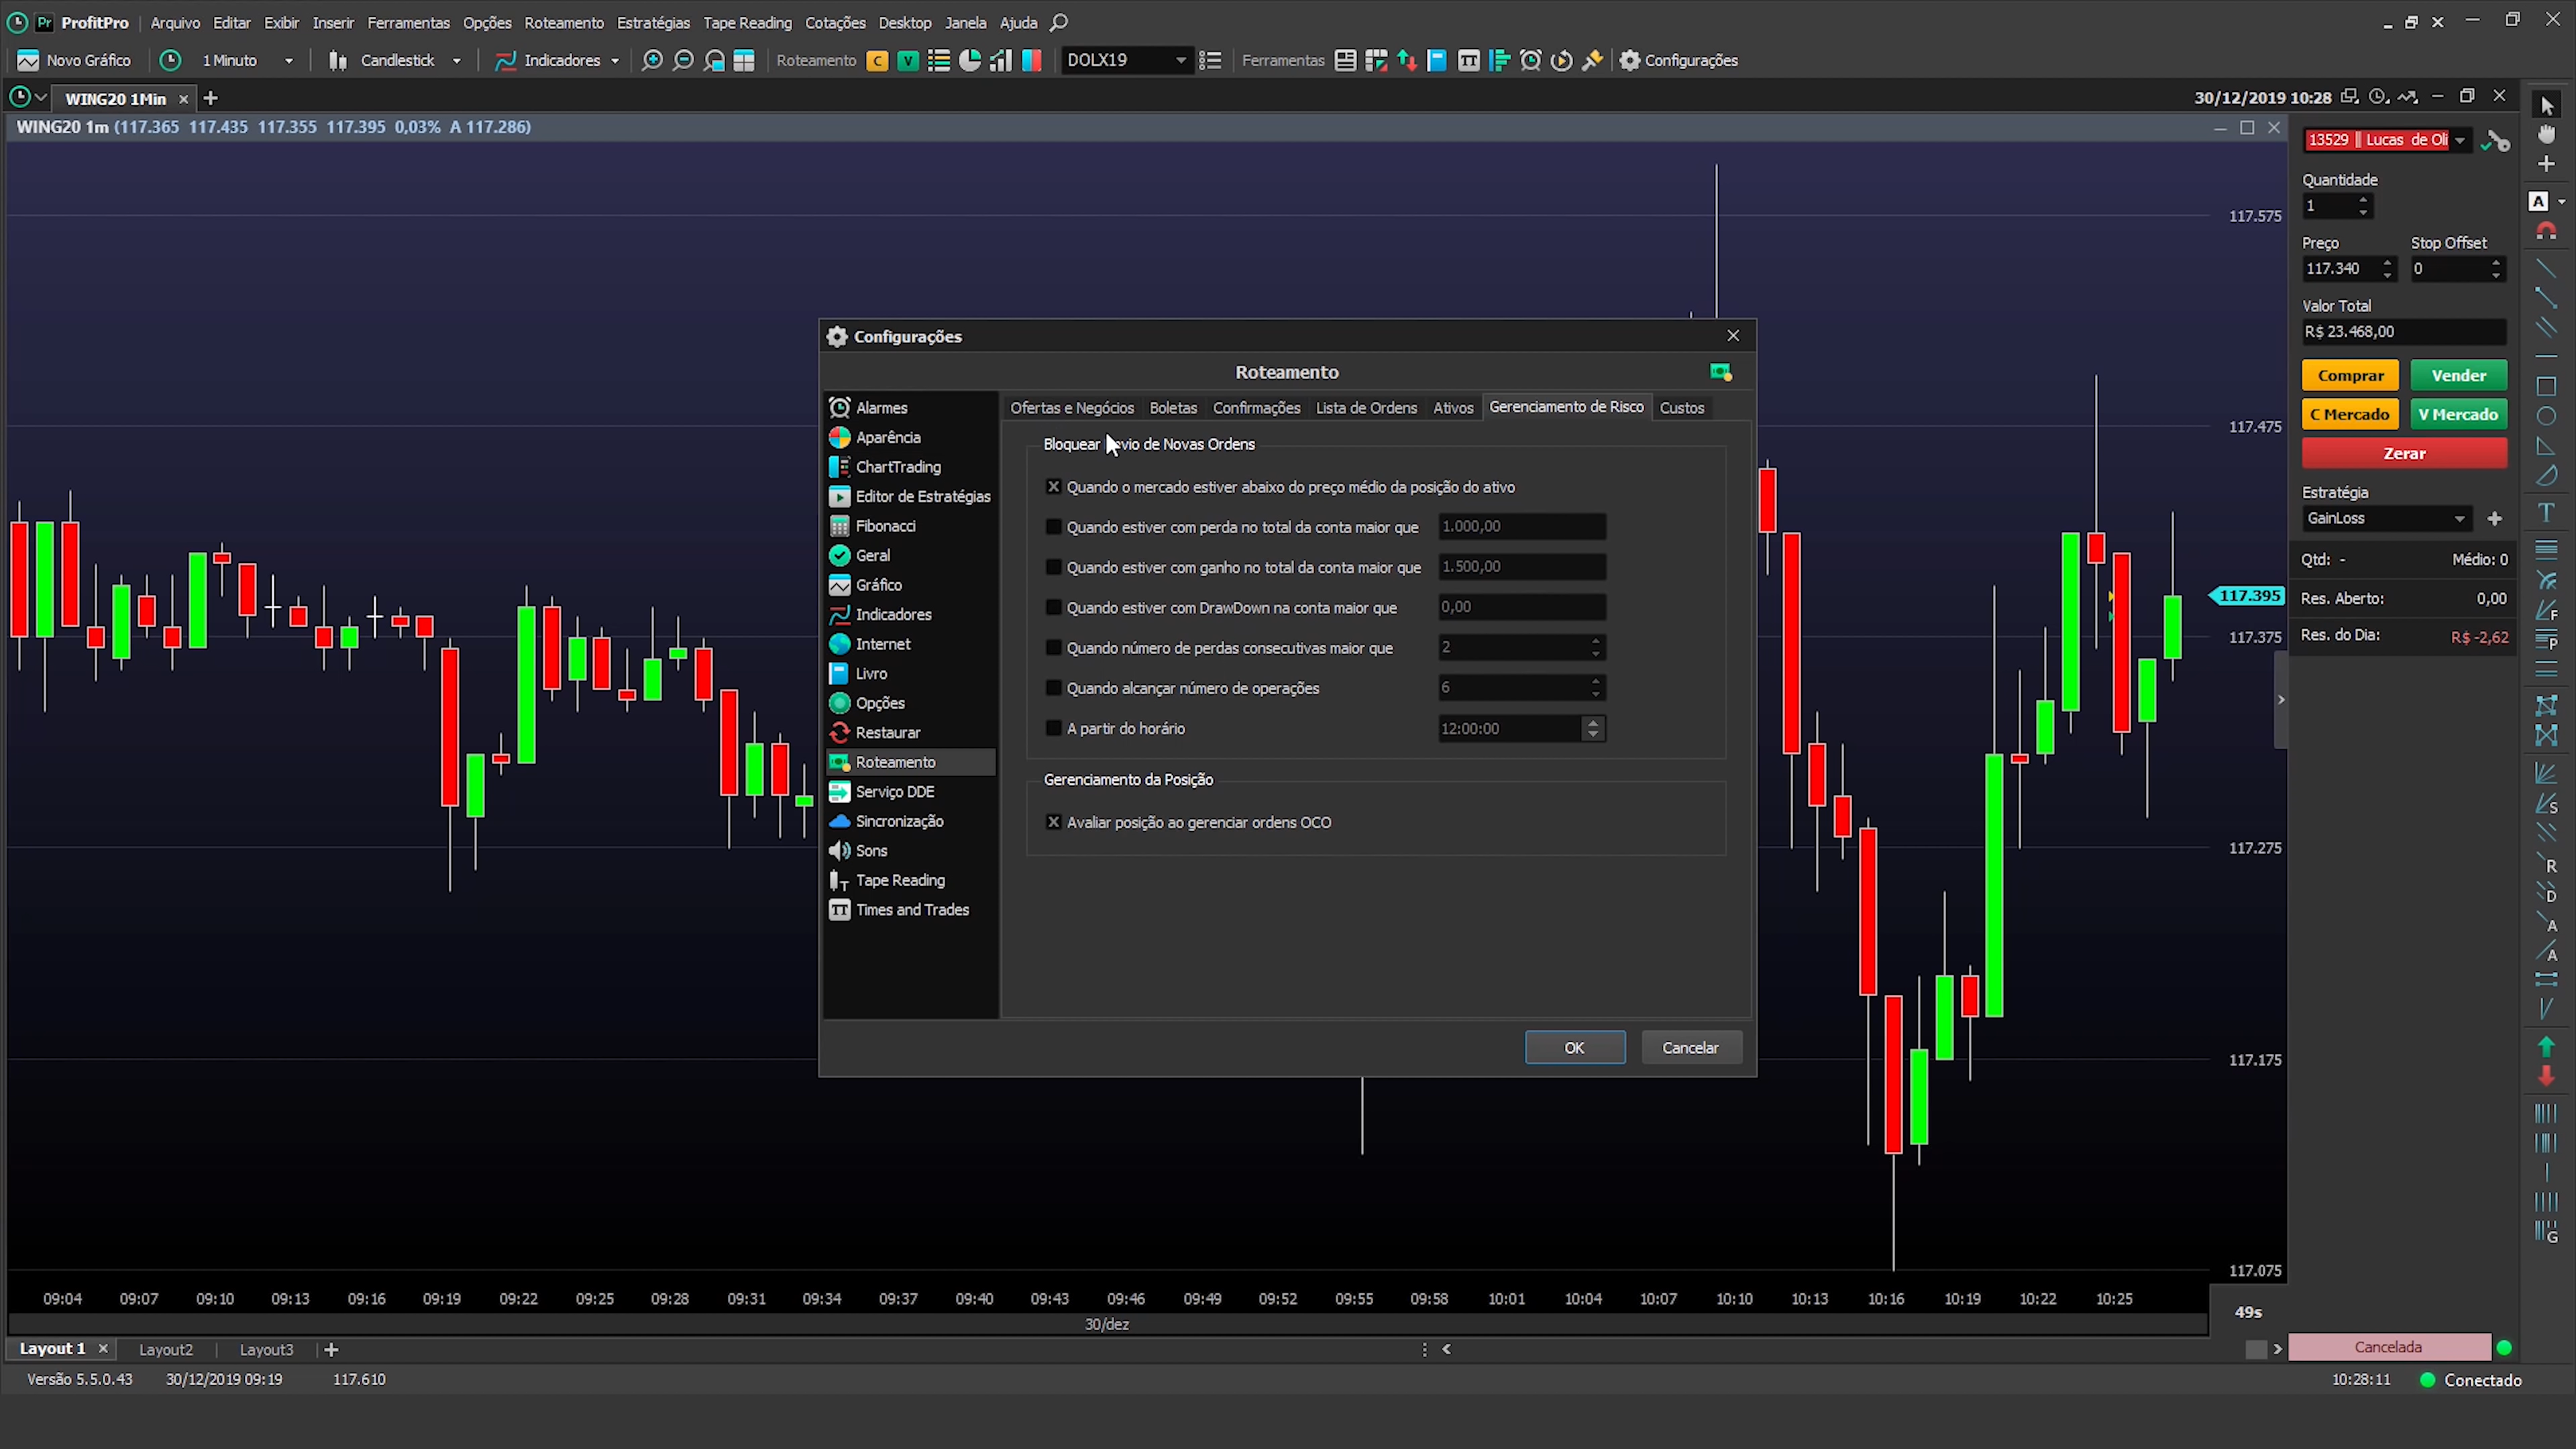 Pr ProfitPro Arquivo Editar Exibir Inserir Ferramentas Opções Roteamento Estratégias Tape Reading Cotações Desktop Janela Ajuda
Novo Gráfico 1 Minuto Candlestick Indicadores Roteamento C V DOLX19 Ferramentas TT Configurações
WING20 1Min 30/12/2019 10:28
WING20 1m (117.365 117.435 117.355 117.395 0,03% A 117.286)
13529 || Lucas de Oli
Quantidade
1
Preço Stop Offset
117.340 0
Valor Total
R$ 23.468,00
Comprar Vender
C Mercado V Mercado
Zerar
Estratégia
GainLoss
Qtd: - Médio: 0
Res. Aberto: 0,00
Res. do Dia: R$ -2,62
117.575
117.475
117.395
117.375
117.275
117.175
117.075
Configurações
Roteamento
Alarmes
Aparência
ChartTrading
Editor de Estratégias
Fibonacci
Geral
Gráfico
Indicadores
Internet
Livro
Opções
Restaurar
Roteamento
Serviço DDE
Sincronização
Sons
Tape Reading
TT Times and Trades
Ofertas e Negócios Boletas Confirmações Lista de Ordens Ativos Gerenciamento de Risco Custos
Bloquear de Novas Ordens
Quando o mercado estiver abaixo do preço médio da posição do ativo
Quando estiver com perda no total da conta maior que 1.000,00
Quando estiver com ganho no total da conta maior que 1.500,00
Quando estiver com DrawDown na conta maior que 0,00
Quando número de perdas consecutivas maior que 2
Quando alcançar número de operações 6
A partir do horário 12:00:00
Gerenciamento da Posição
Avaliar posição ao gerenciar ordens OCO
OK Cancelar
A
T
F
P
S
R
D
A
A
G
09:04 09:07 09:10 09:13 09:16 09:19 09:22 09:25 09:28 09:31 09:34 09:37 09:40 09:43 09:46 09:49 09:52 09:55 09:58 10:01 10:04 10:07 10:10 10:13 10:16 10:19 10:22 10:25
49s
30/dez
Layout 1 Layout2 Layout3 Cancelada
Versão 5.5.0.43 30/12/2019 09:19 117.610 10:28:11 Conectado